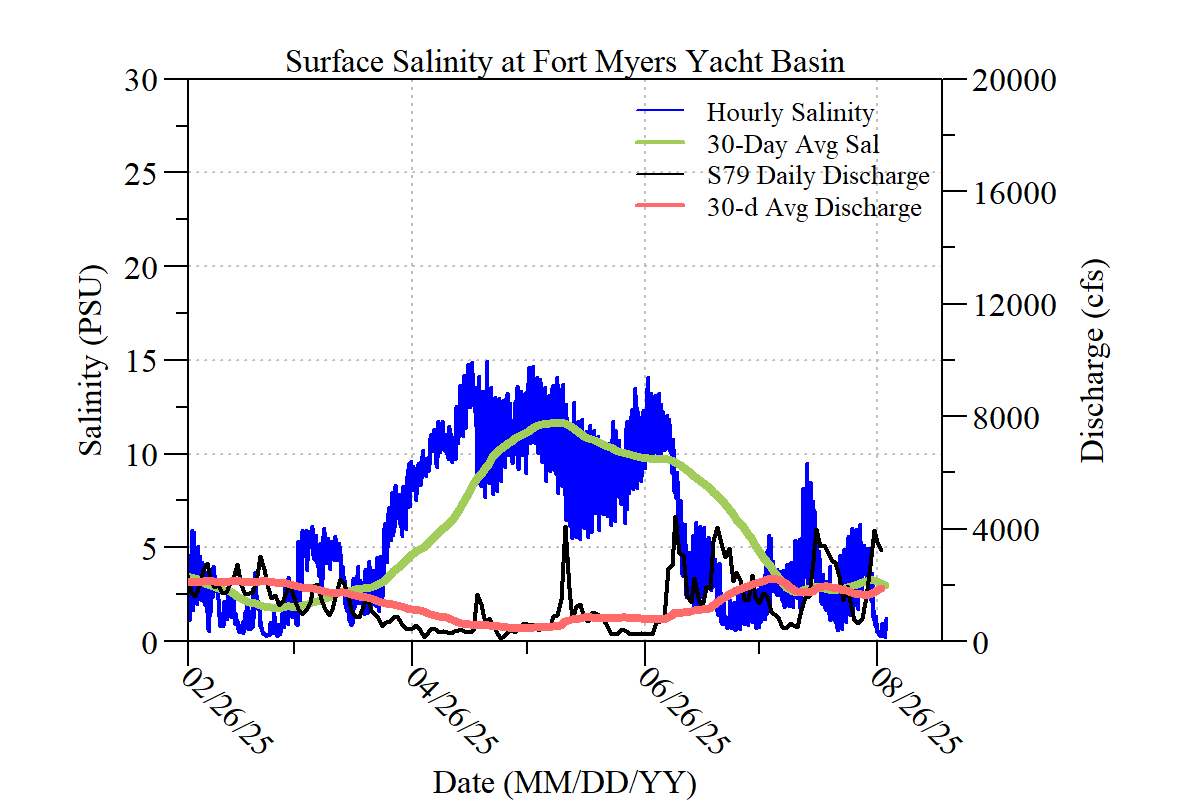 Surface Salinity at Fort Myers Yacht Basin
30
25
20
15
10
5
0
Salinity (PSU)
20000
16000
12000
8000
4000
0
Discharge (cfs)
Hourly Salinity
30-Day Avg Sal
S79 Daily Discharge
30-d Avg Discharge
02/26/25
04/26/25
06/26/25
08/26/25
Date (MM/DD/YY)